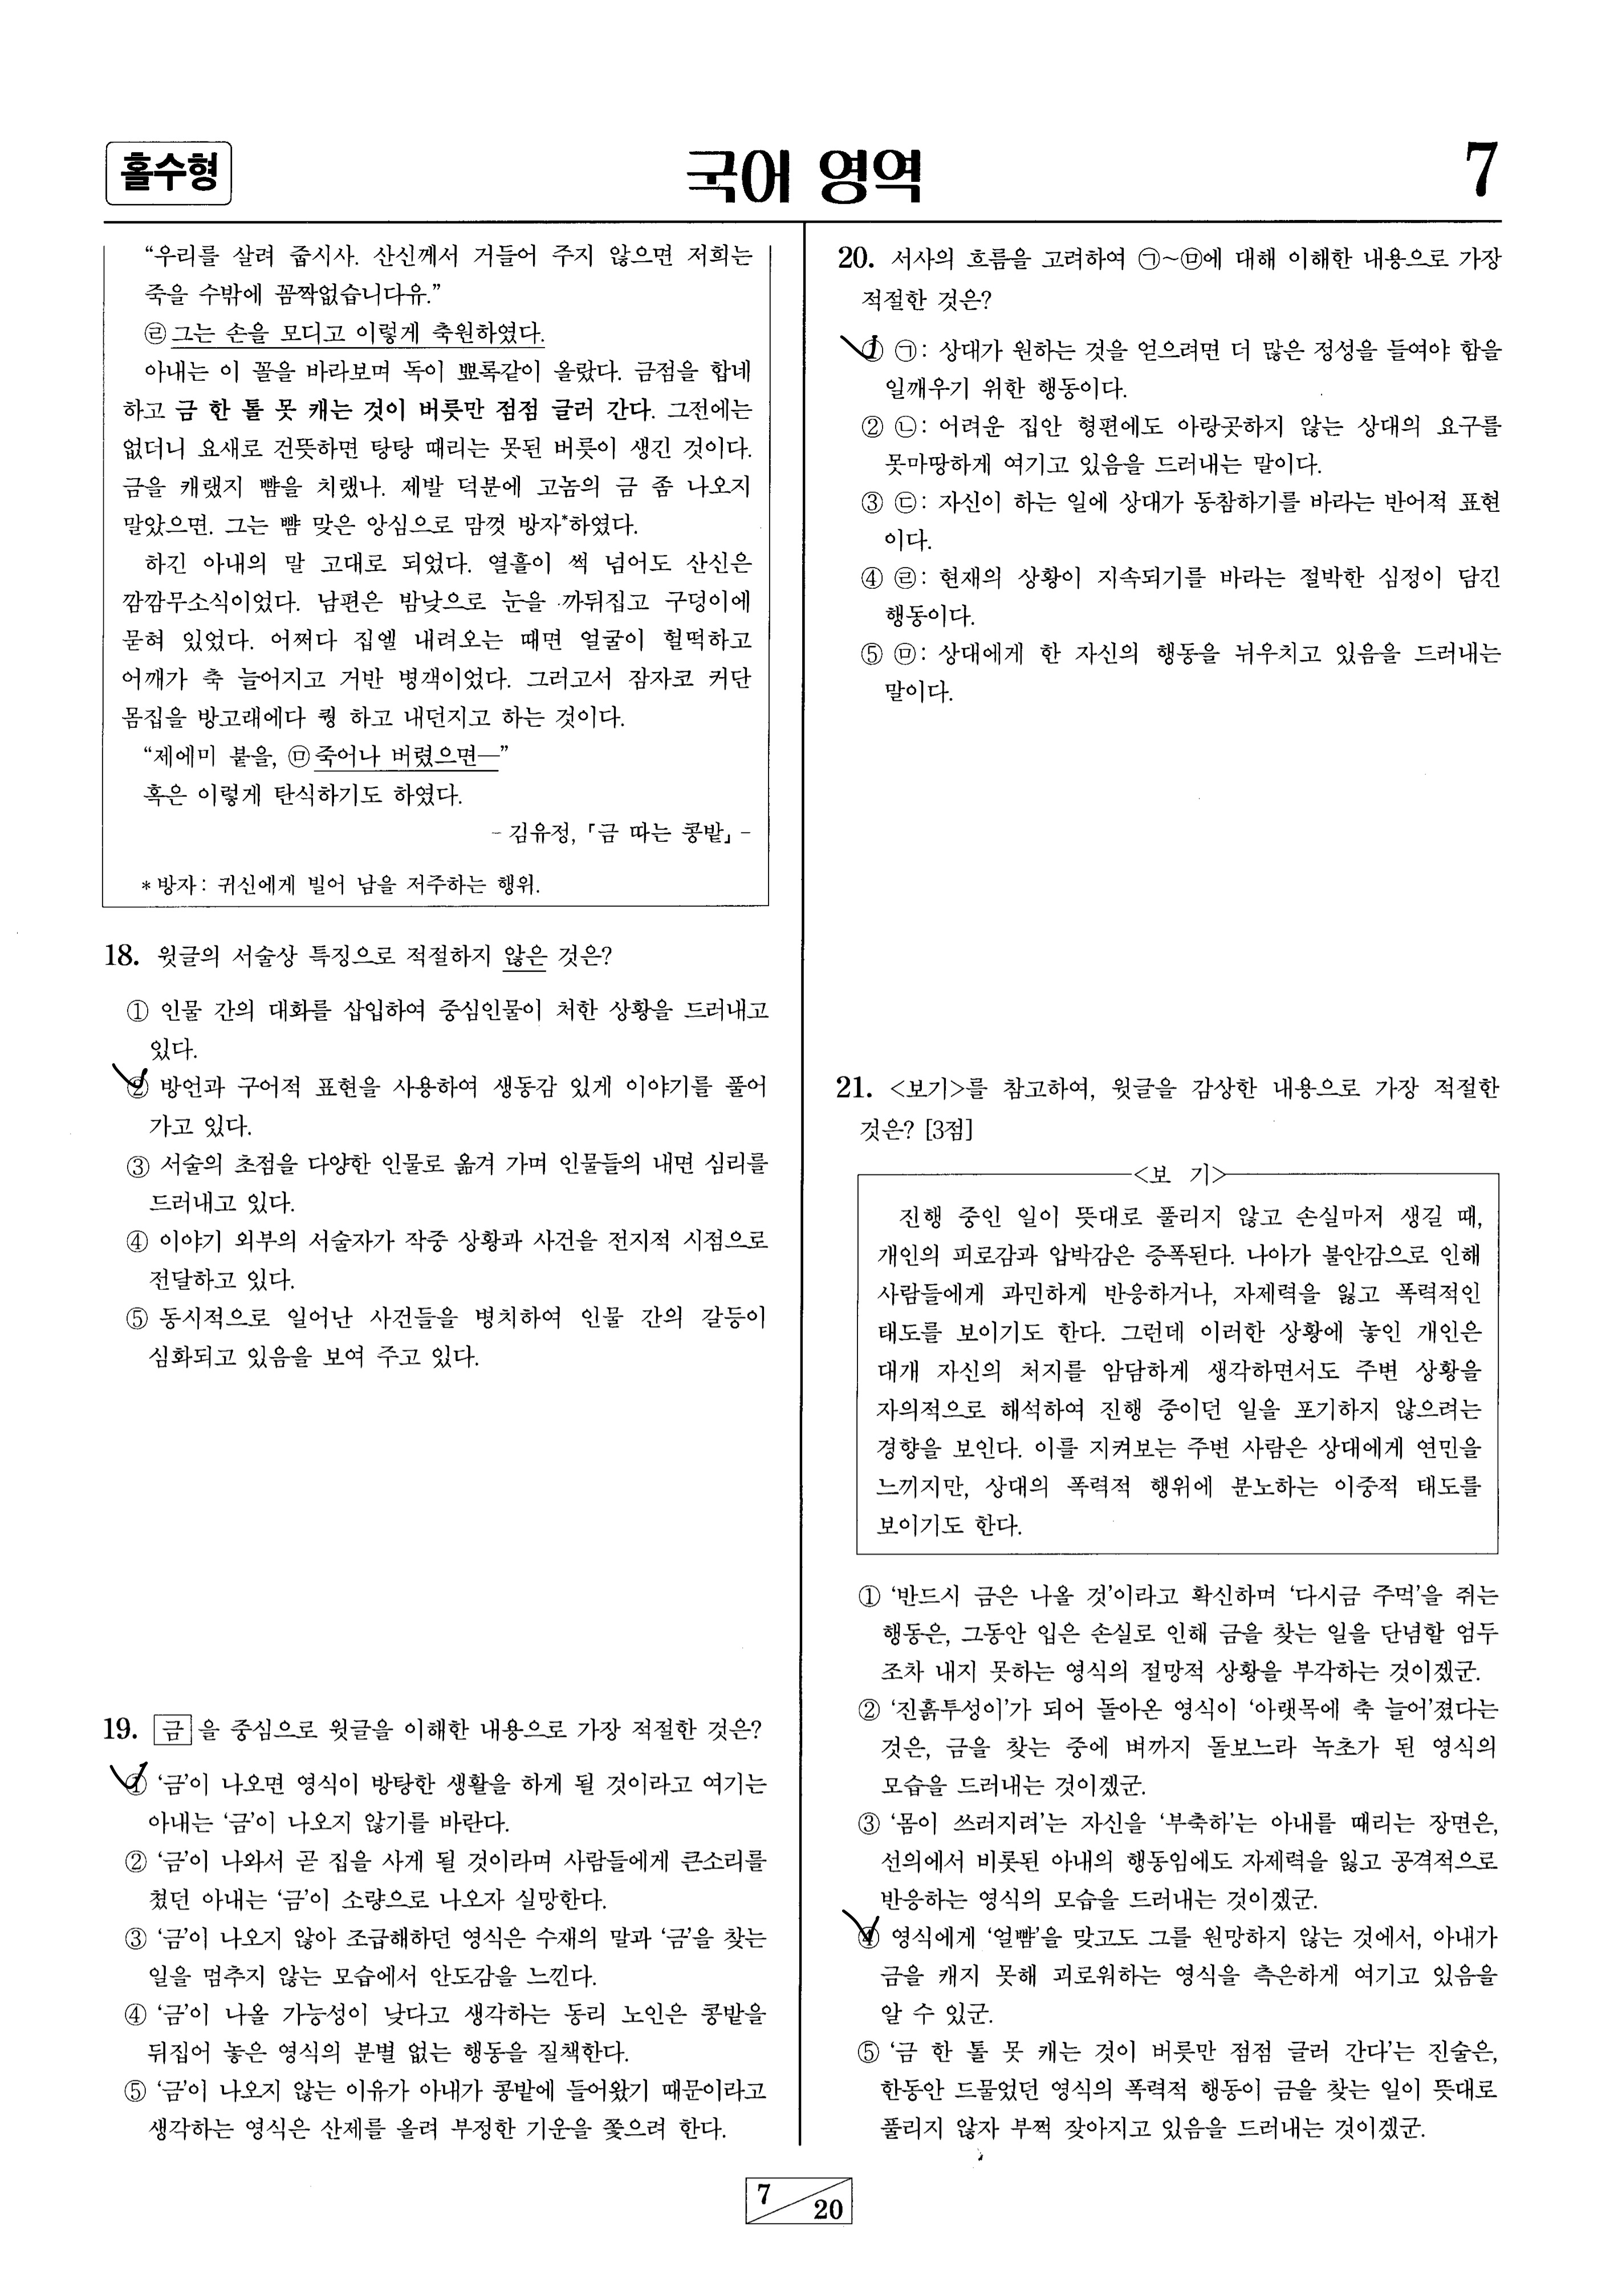 홀수형
국어 영역
7
“우리를 살려 줍시사. 산신께서 거들어 주지 않으면 저희는
죽을 수밖에 꼼짝없습니다유.”
㉣그는 손을 모디고 이렇게 축원하였다.
아내는 이 꼴을 바라보며 독이 뾰록같이 올랐다. 금점을 합네
하고 금 한 톨 못 캐는 것이 버릇만 점점 글러 간다. 그전에는
없더니 요새로 건뜻하면 탕탕 때리는 못된 버릇이 생긴 것이다.
금을 캐랬지 뺨을 치랬나. 제발 덕분에 고놈의 금 좀 나오지
말았으면. 그는 뺨 맞은 앙심으로 맘껏 방자*하였다.
하긴 아내의 말 고대로 되었다. 열흘이 썩 넘어도 산신은
깜깜무소식이었다. 남편은 밤낮으로 눈을 까뒤집고 구덩이에
묻혀 있었다. 어쩌다 집엘 내려오는 때면 얼굴이 헐떡하고
어깨가 축 늘어지고 거반 병객이었다. 그러고서 잠자코 커단
몸집을 방고래에다 퀑 하고 내던지고 하는 것이다.
“제에미 붙을, ㉤죽어나 버렸으면―”
혹은 이렇게 탄식하기도 하였다.
- 김유정, 「금 따는 콩밭」 -
* 방자 : 귀신에게 빌어 남을 저주하는 행위.
18. 윗글의 서술상 특징으로 적절하지 않은 것은?
① 인물 간의 대화를 삽입하여 중심인물이 처한 상황을 드러내고
있다.
② 방언과 구어적 표현을 사용하여 생동감 있게 이야기를 풀어
가고 있다.
③ 서술의 초점을 다양한 인물로 옮겨 가며 인물들의 내면 심리를
드러내고 있다.
④ 이야기 외부의 서술자가 작중 상황과 사건을 전지적 시점으로
전달하고 있다.
⑤ 동시적으로 일어난 사건들을 병치하여 인물 간의 갈등이
심화되고 있음을 보여 주고 있다.
19. 금 을 중심으로 윗글을 이해한 내용으로 가장 적절한 것은?
① ‘금’이 나오면 영식이 방탕한 생활을 하게 될 것이라고 여기는
아내는 ‘금’이 나오지 않기를 바란다.
② ‘금’이 나와서 곧 집을 사게 될 것이라며 사람들에게 큰소리를
쳤던 아내는 ‘금’이 소량으로 나오자 실망한다.
③ ‘금’이 나오지 않아 조급해하던 영식은 수재의 말과 ‘금’을 찾는
일을 멈추지 않는 모습에서 안도감을 느낀다.
④ ‘금’이 나올 가능성이 낮다고 생각하는 동리 노인은 콩밭을
뒤집어 놓은 영식의 분별 없는 행동을 질책한다.
⑤ ‘금’이 나오지 않는 이유가 아내가 콩밭에 들어왔기 때문이라고
생각하는 영식은 산제를 올려 부정한 기운을 쫓으려 한다.
20. 서사의 흐름을 고려하여 ㉠~㉤에 대해 이해한 내용으로 가장
적절한 것은?
① ㉠: 상대가 원하는 것을 얻으려면 더 많은 정성을 들여야 함을
일깨우기 위한 행동이다.
② ㉡: 어려운 집안 형편에도 아랑곳하지 않는 상대의 요구를
못마땅하게 여기고 있음을 드러내는 말이다.
③ ㉢: 자신이 하는 일에 상대가 동참하기를 바라는 반어적 표현
이다.
④ ㉣: 현재의 상황이 지속되기를 바라는 절박한 심정이 담긴
행동이다.
⑤ ㉤: 상대에게 한 자신의 행동을 뉘우치고 있음을 드러내는
말이다.
21. <보기>를 참고하여, 윗글을 감상한 내용으로 가장 적절한
것은? [3점]
<보 기>
진행 중인 일이 뜻대로 풀리지 않고 손실마저 생길 때,
개인의 피로감과 압박감은 증폭된다. 나아가 불안감으로 인해
사람들에게 과민하게 반응하거나, 자제력을 잃고 폭력적인
태도를 보이기도 한다. 그런데 이러한 상황에 놓인 개인은
대개 자신의 처지를 암담하게 생각하면서도 주변 상황을
자의적으로 해석하여 진행 중이던 일을 포기하지 않으려는
경향을 보인다. 이를 지켜보는 주변 사람은 상대에게 연민을
느끼지만, 상대의 폭력적 행위에 분노하는 이중적 태도를
보이기도 한다.
① ‘반드시 금은 나올 것’이라고 확신하며 ‘다시금 주먹’을 쥐는
행동은, 그동안 입은 손실로 인해 금을 찾는 일을 단념할 엄두
조차 내지 못하는 영식의 절망적 상황을 부각하는 것이겠군.
② ‘진흙투성이’가 되어 돌아온 영식이 ‘아랫목에 축 늘어’졌다는
것은, 금을 찾는 중에 벼까지 돌보느라 녹초가 된 영식의
모습을 드러내는 것이겠군.
③ ‘몸이 쓰러지려’는 자신을 ‘부축하’는 아내를 때리는 장면은,
선의에서 비롯된 아내의 행동임에도 자제력을 잃고 공격적으로
반응하는 영식의 모습을 드러내는 것이겠군.
④ 영식에게 ‘얼뺨’을 맞고도 그를 원망하지 않는 것에서, 아내가
금을 캐지 못해 괴로워하는 영식을 측은하게 여기고 있음을
알 수 있군.
⑤ ‘금 한 톨 못 캐는 것이 버릇만 점점 글러 간다’는 진술은,
한동안 드물었던 영식의 폭력적 행동이 금을 찾는 일이 뜻대로
풀리지 않자 부쩍 잦아지고 있음을 드러내는 것이겠군.
7
20